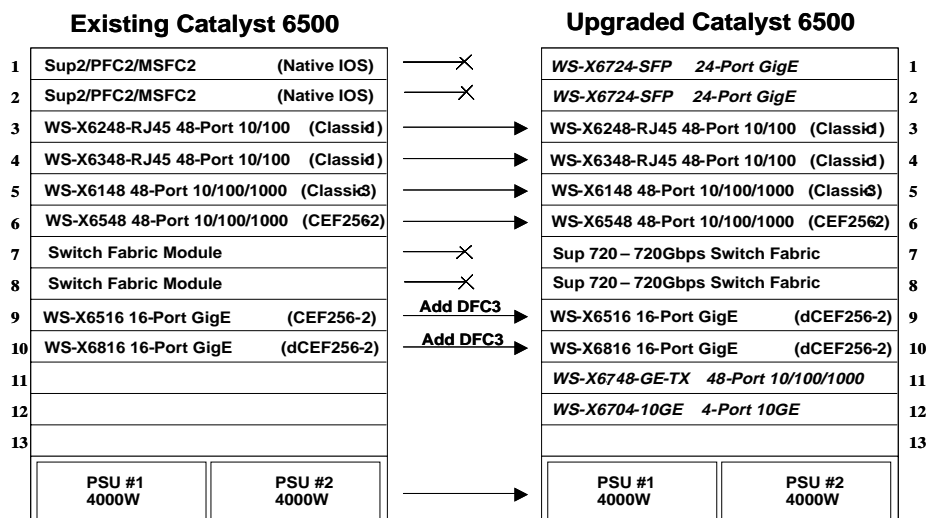 Existing Catalyst 6500
1 Sup2/PFC2/MSFC2 (Native IOS)
2 Sup2/PFC2/MSFC2 (Native IOS)
3 WS-X6248-RJ45 48-Port 10/100 (Classic1)
4 WS-X6348-RJ45 48-Port 10/100 (Classic1)
5 WS-X6148 48-Port 10/100/1000 (Classic3)
6 WS-X6548 48-Port 10/100/1000 (CEF2562)
7 Switch Fabric Module
8 Switch Fabric Module
9 WS-X6516 16-Port GigE (CEF256-2)
10 WS-X6816 16-Port GigE (dCEF256-2)
11
12
13
PSU #1 PSU #2
4000W 4000W
Add DFC3
Add DFC3
Upgraded Catalyst 6500
WS-X6724-SFP 24-Port GigE 1
WS-X6724-SFP 24-Port GigE 2
WS-X6248-RJ45 48-Port 10/100 (Classic1) 3
WS-X6348-RJ45 48-Port 10/100 (Classic1) 4
WS-X6148 48-Port 10/100/1000 (Classic3) 5
WS-X6548 48-Port 10/100/1000 (CEF2562) 6
Sup 720 – 720Gbps Switch Fabric 7
Sup 720 – 720Gbps Switch Fabric 8
WS-X6516 16-Port GigE (dCEF256-2) 9
WS-X6816 16-Port GigE (dCEF256-2) 10
WS-X6748-GE-TX 48-Port 10/100/1000 11
WS-X6704-10GE 4-Port 10GE 12
13
PSU #1 PSU #2
4000W 4000W